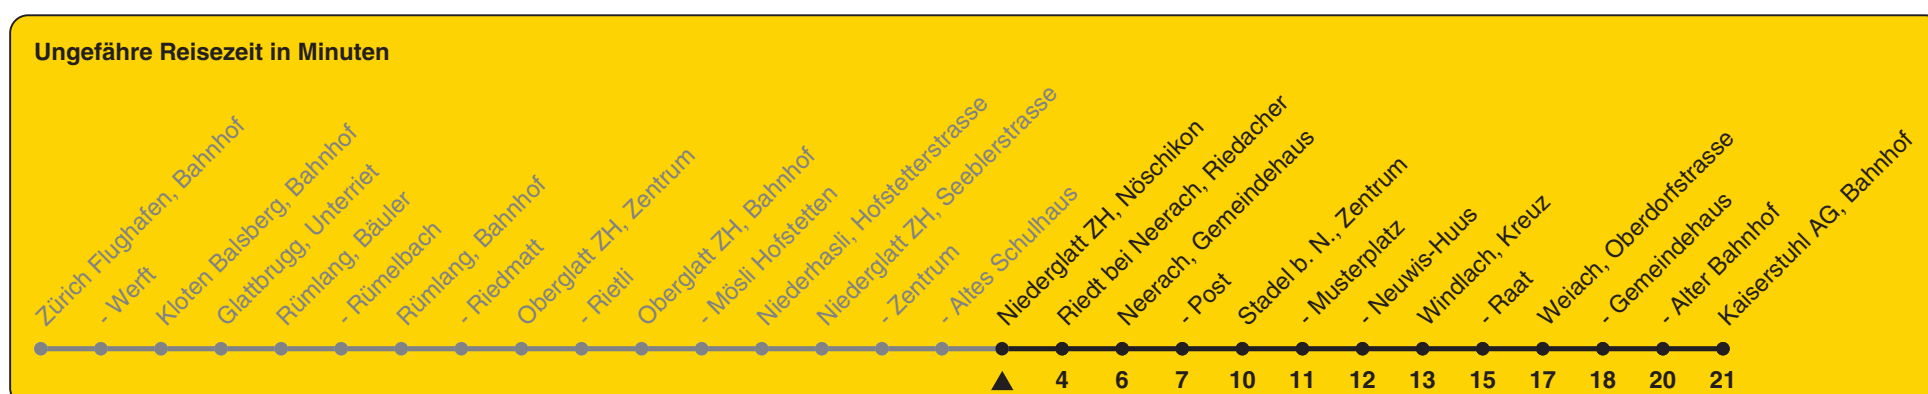 Ungefähre Reisezeit in Minuten
Zürich Flughafen, Bahnhof
- Werft
Kloten Balsberg, Bahnhof
Glattbrugg, Unterriet
Rümlang, Bäuler
- Rümelbach
Rümlang, Bahnhof
- Riedmatt
Oberglatt ZH, Zentrum
- Rietli
Oberglatt ZH, Bahnhof
- Mösli Hofstetten
Niederhasli, Hofstetterstrasse
Niederglatt ZH, Seeblerstrasse
- Zentrum
- Altes Schulhaus
Niederglatt ZH, Nöschikon
Riedt bei Neerach, Riedacher
Neerach, Gemeindehaus
- Post
Stadel b. N., Zentrum
- Musterplatz
- Neuwis-Huus
Windlach, Kreuz
- Raat
Weiach, Oberdorfstrasse
- Gemeindehaus
- Alter Bahnhof
Kaiserstuhl AG, Bahnhof
4 6 7 10 11 12 13 15 17 18 20 21